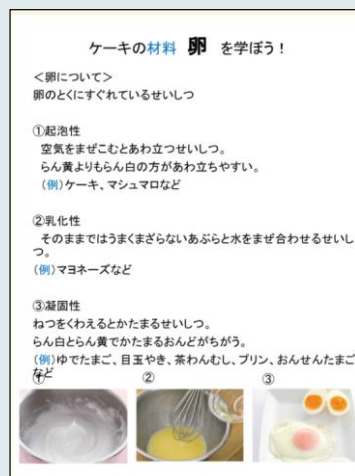 ケーキの材料 卵 を学ぼう！
＜卵について＞
卵のとくにすぐれているせいしつ
①起泡性
空気をまぜこむとあわ立つせいしつ。
らん黄よりもらん白の方があわ立ちやすい。
（例）ケーキ、マシュマロなど
②乳化性
そのままではうまくまざらないあぶらと水をまぜ合わせるせいし
つ。
（例）マヨネーズなど
③凝固性
ねつをくわえるとかたまるせいしつ。
らん白とらん黄でかたまるおんどがちがう。
（例）ゆでたまご、目玉やき、茶わんむし、プリン、おんせんたまご
など
① ② ③